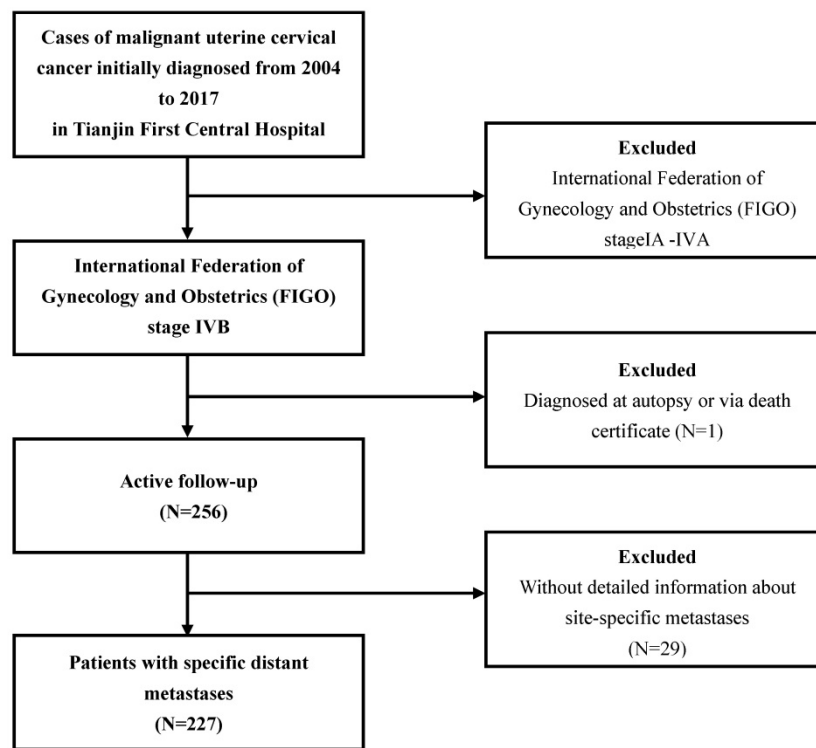 Cases of malignant uterine cervical
cancer initially diagnosed from 2004
to 2017
in Tianjin First Central Hospital
Excluded
International Federation of
Gynecology and Obstetrics (FIGO)
stageIA -IVA
International Federation of
Gynecology and Obstetrics (FIGO)
stage IVB
Excluded
Diagnosed at autopsy or via death
certificate (N=1)
Active follow-up
(N=256)
Excluded
Without detailed information about
site-specific metastases
(N=29)
Patients with specific distant
metastases
(N=227)